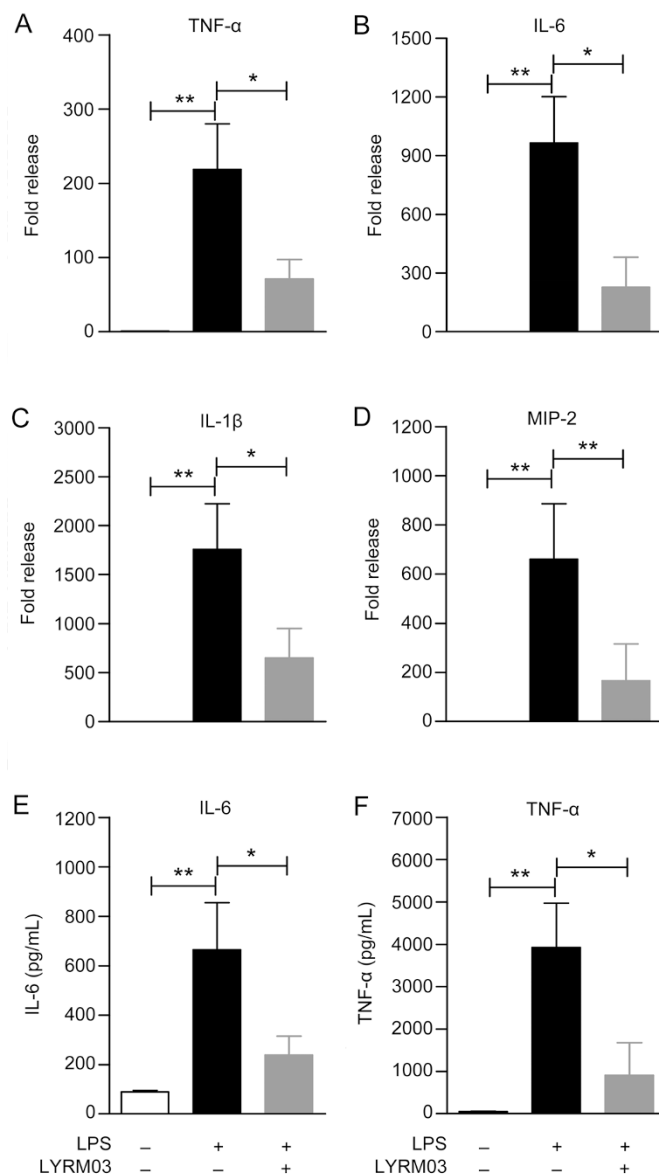 A
TNF-α
Fold release
400
300
200
100
0
**
*
B
IL-6
Fold release
1500
1200
900
600
300
0
**
*
C
IL-1β
Fold release
3000
2500
2000
1500
1000
500
0
**
*
D
MIP-2
Fold release
1200
1000
800
600
400
200
0
**
**
E
IL-6
IL-6 (pg/mL)
1200
1000
800
600
400
200
0
**
*
F
TNF-α
TNF-α (pg/mL)
7000
6000
5000
4000
3000
2000
1000
0
**
*
LPS – + + – + +
LYRM03 – – + – – +